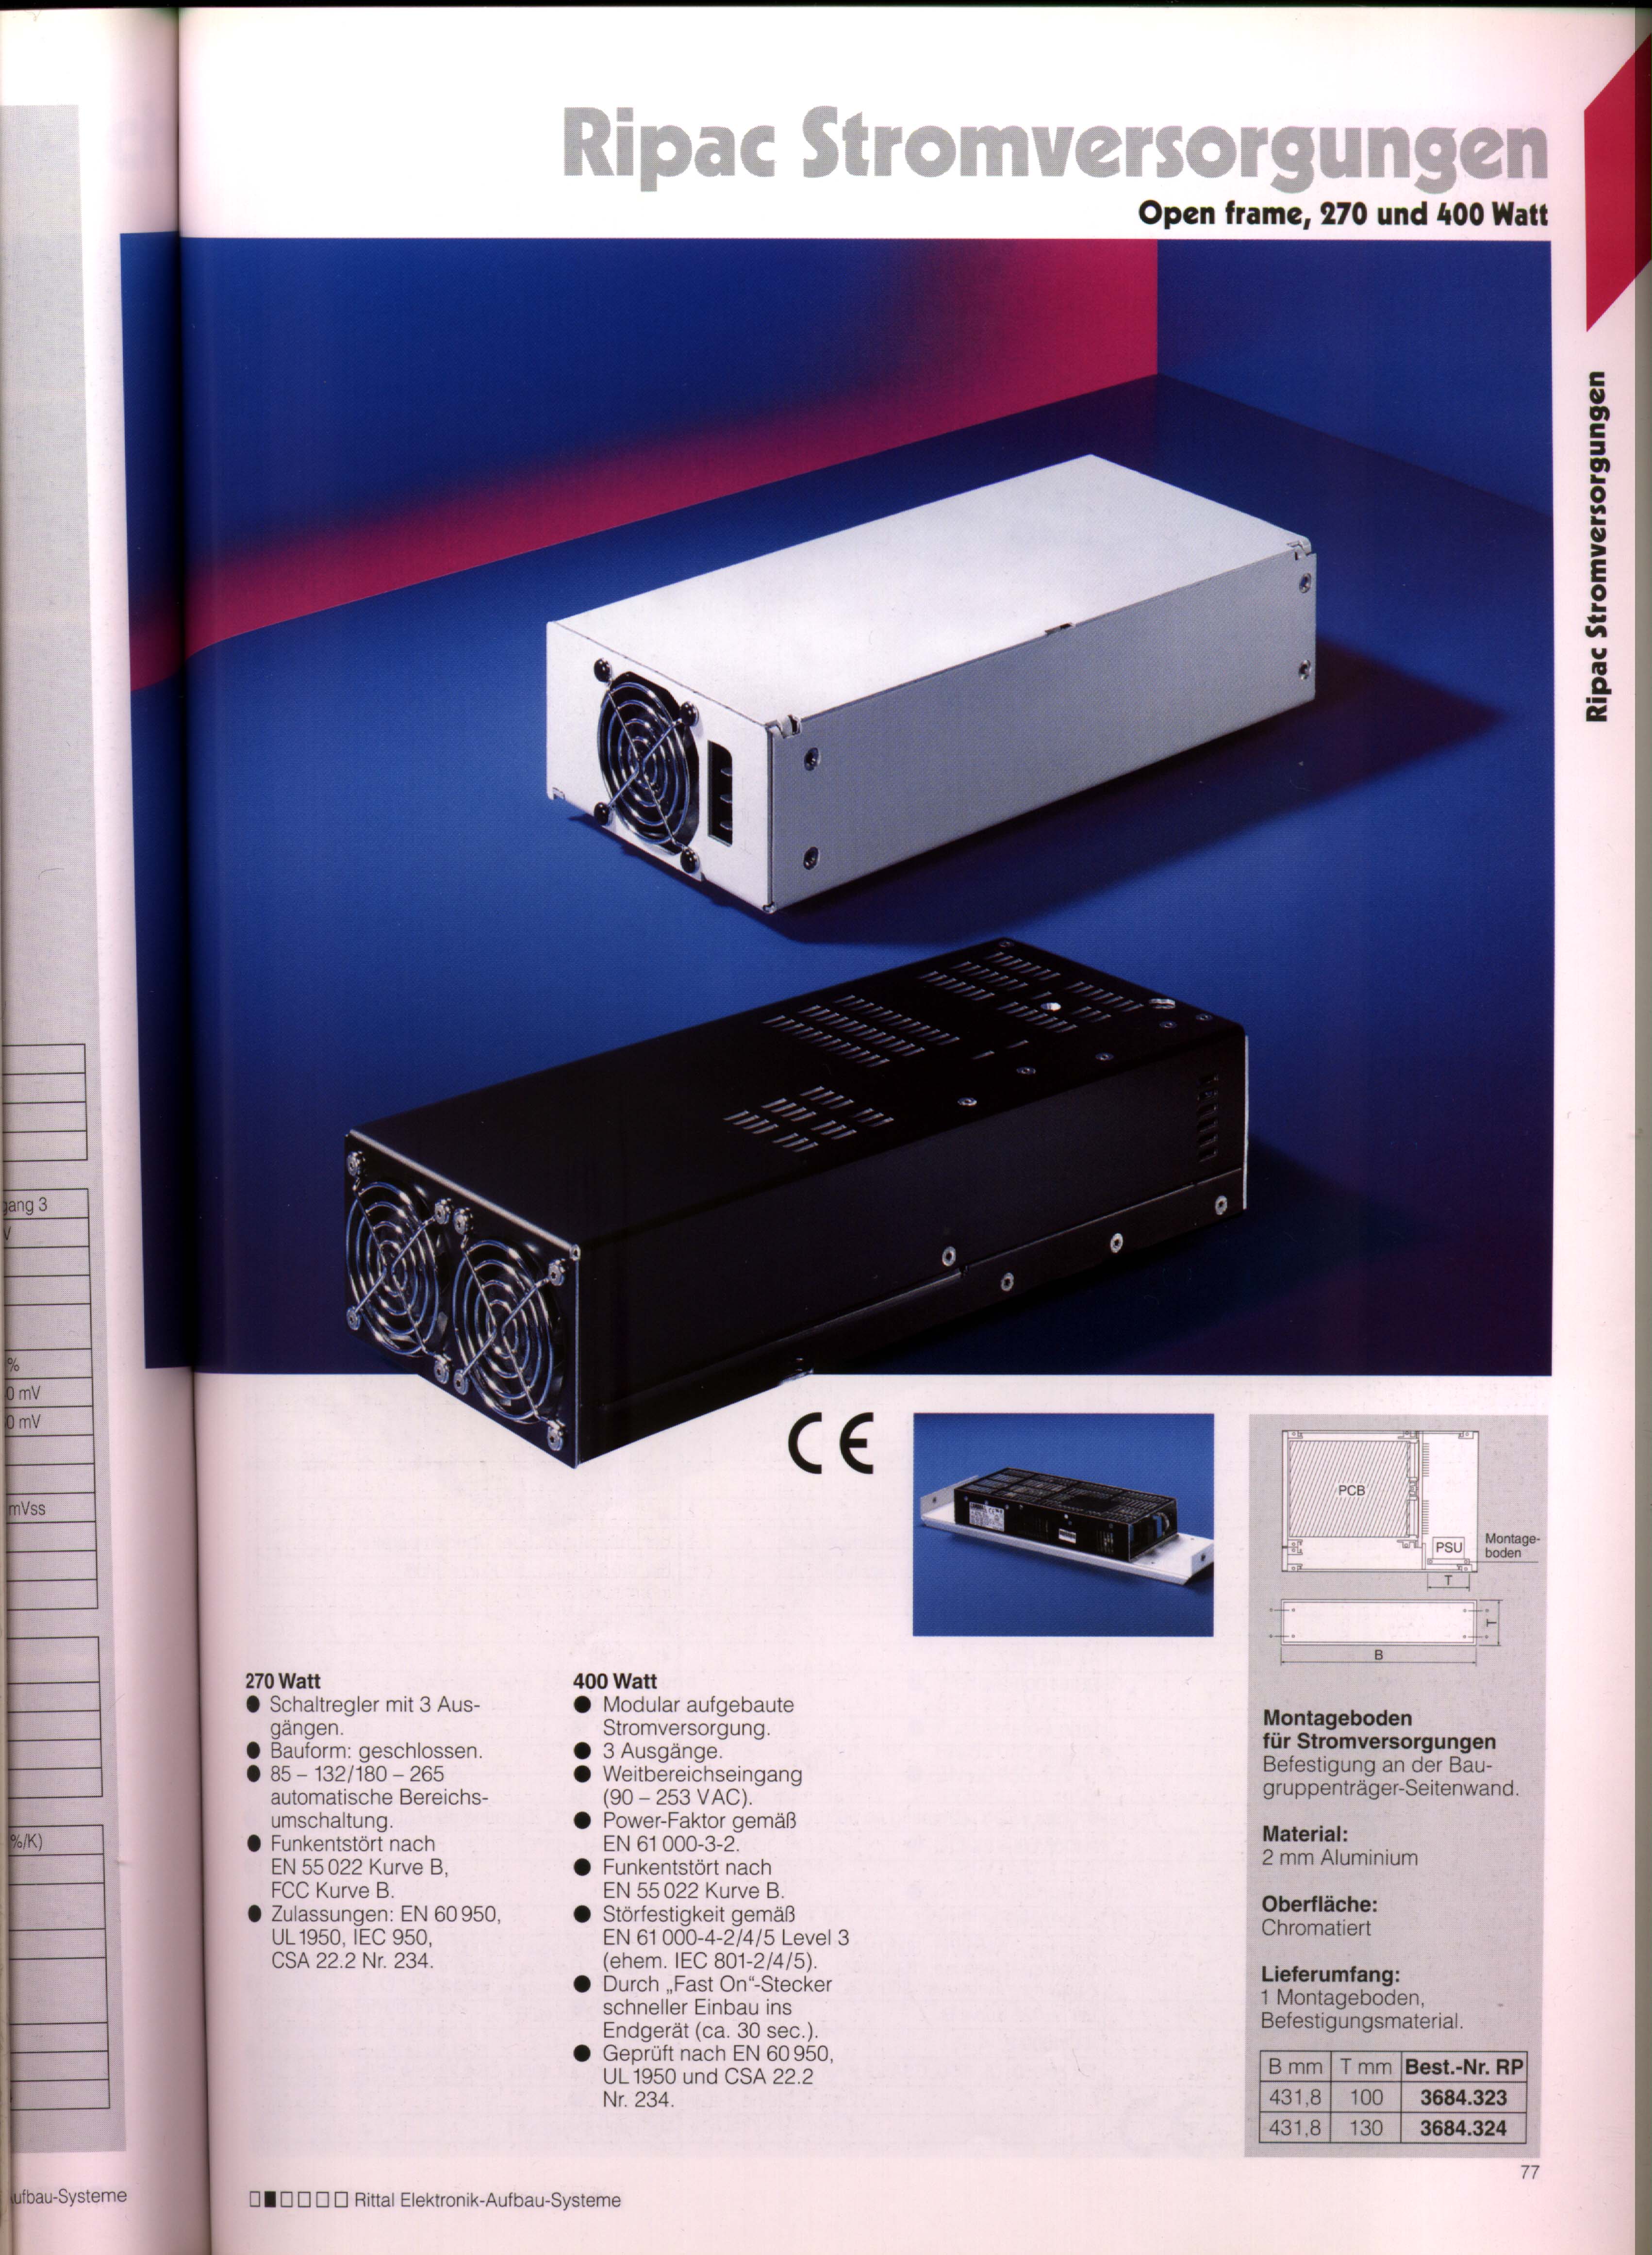 Ripac Stromversorgungen
Open frame, 270 und 400 Watt
Ripac Stromversorgungen
gang 3
V
%
0 mV
0 mV
mVss
%/K)
ufbau-Systeme
CE
PCB
PSU
Montage-
boden
T
T
B
270 Watt
● Schaltregler mit 3 Aus-
gängen.
● Bauform: geschlossen.
● 85 – 132/180 – 265
automatische Bereichs-
umschaltung.
● Funkentstört nach
EN 55 022 Kurve B,
FCC Kurve B.
● Zulassungen: EN 60 950,
UL 1950, IEC 950,
CSA 22.2 Nr. 234.
400 Watt
● Modular aufgebaute
Stromversorgung.
● 3 Ausgänge.
● Weitbereichseingang
(90 – 253 VAC).
● Power-Faktor gemäß
EN 61 000-3-2.
● Funkentstört nach
EN 55 022 Kurve B.
● Störfestigkeit gemäß
EN 61 000-4-2/4/5 Level 3
(ehem. IEC 801-2/4/5).
● Durch „Fast On“-Stecker
schneller Einbau ins
Endgerät (ca. 30 sec.).
● Geprüft nach EN 60 950,
UL 1950 und CSA 22.2
Nr. 234.
Montageboden
für Stromversorgungen
Befestigung an der Bau-
gruppenträger-Seitenwand.
Material:
2 mm Aluminium
Oberfläche:
Chromatiert
Lieferumfang:
1 Montageboden,
Befestigungsmaterial.
B mm T mm Best.-Nr. RP
431,8 100 3684.323
431,8 130 3684.324
77
Rittal Elektronik-Aufbau-Systeme